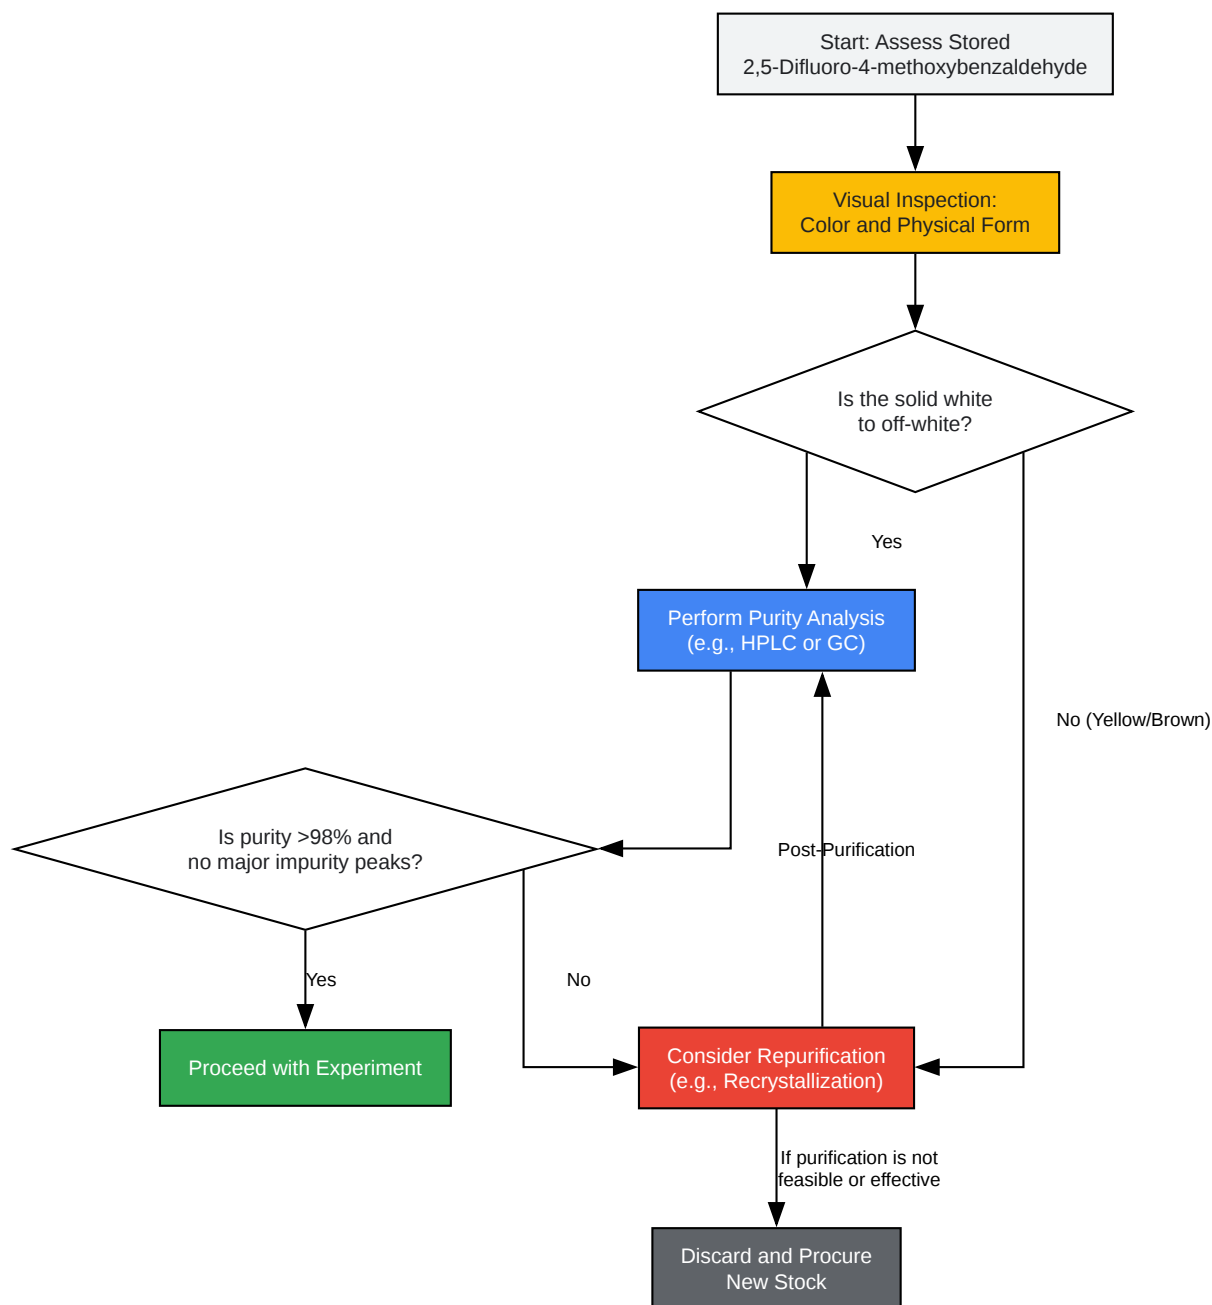 Start: Assess Stored
2,5-Difluoro-4-methoxybenzaldehyde
Visual Inspection:
Color and Physical Form
Is the solid white
to off-white?
Yes
Perform Purity Analysis
(e.g., HPLC or GC)
No (Yellow/Brown)
Is purity >98% and
no major impurity peaks?
Post-Purification
Yes
No
Proceed with Experiment
Consider Repurification
(e.g., Recrystallization)
If purification is not
feasible or effective
Discard and Procure
New Stock